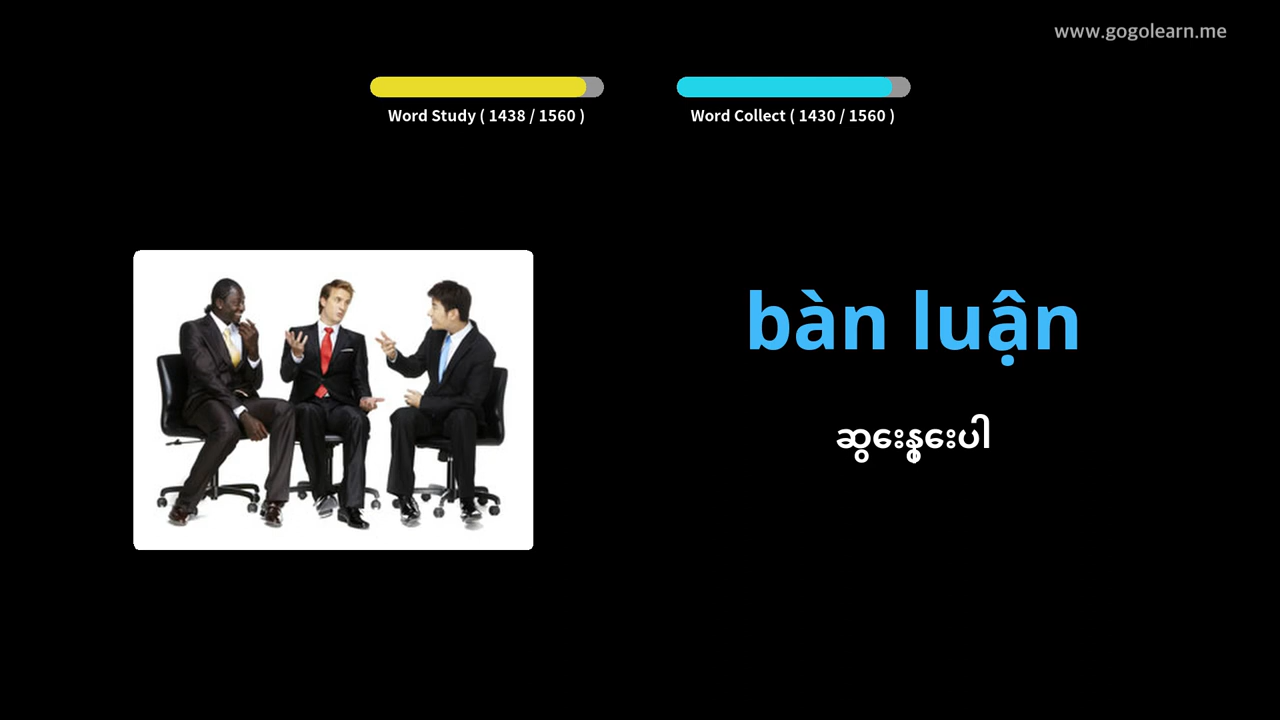 www.gogolearn.me
Word Study ( 1438 / 1560 )
Word Collect ( 1430 / 1560 )
bàn luận
ဆွေးနွေးပါ